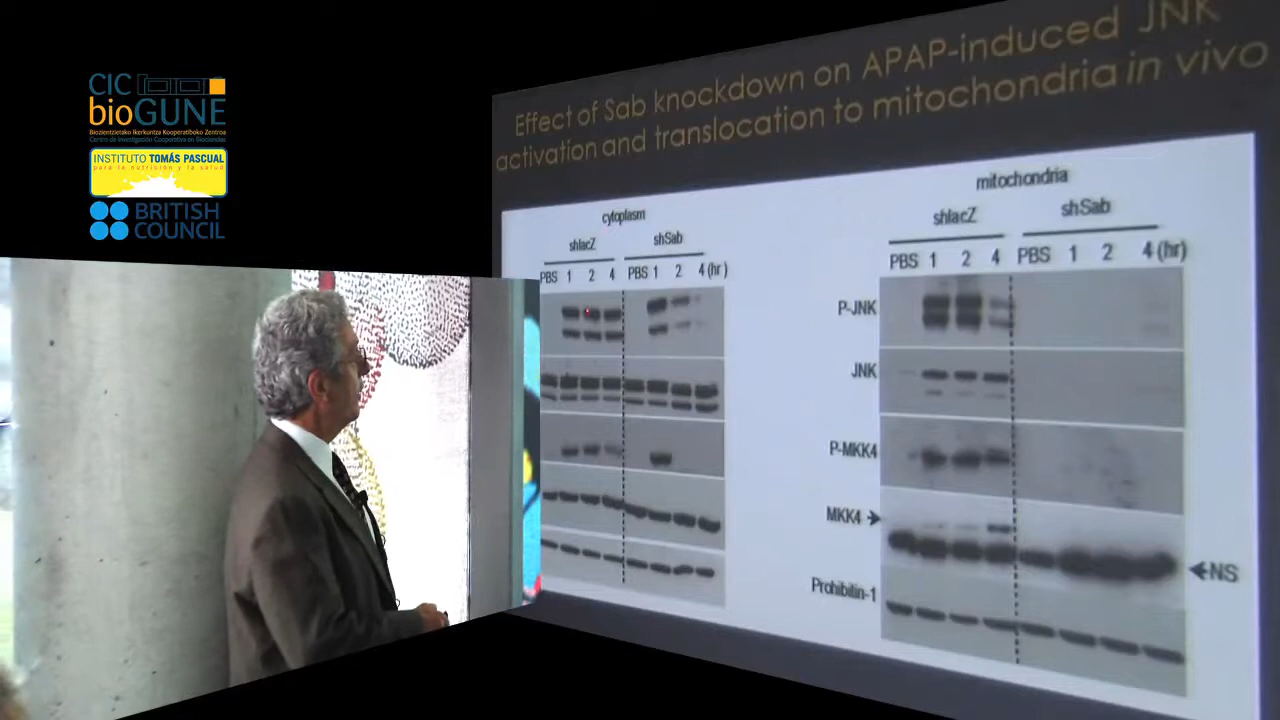 CIC
bioGUNE
Biozientzietako Ikerkuntza Kooperatiboko Zentroa
Centro de Investigación Cooperativa en Biociencias
INSTITUTO TOMÁS PASCUAL
para la nutrición y la salud
BRITISH
COUNCIL
Effect of Sab knockdown on APAP-induced JNK
activation and translocation to mitochondria in vivo
cytoplasm
shlacZ shSab
PBS 1 2 4 PBS 1 2 4 (hr)
mitochondria
shlacZ shSab
PBS 1 2 4 PBS 1 2 4 (hr)
P-JNK
JNK
P-MKK4
MKK4
NS
Prohibitin-1